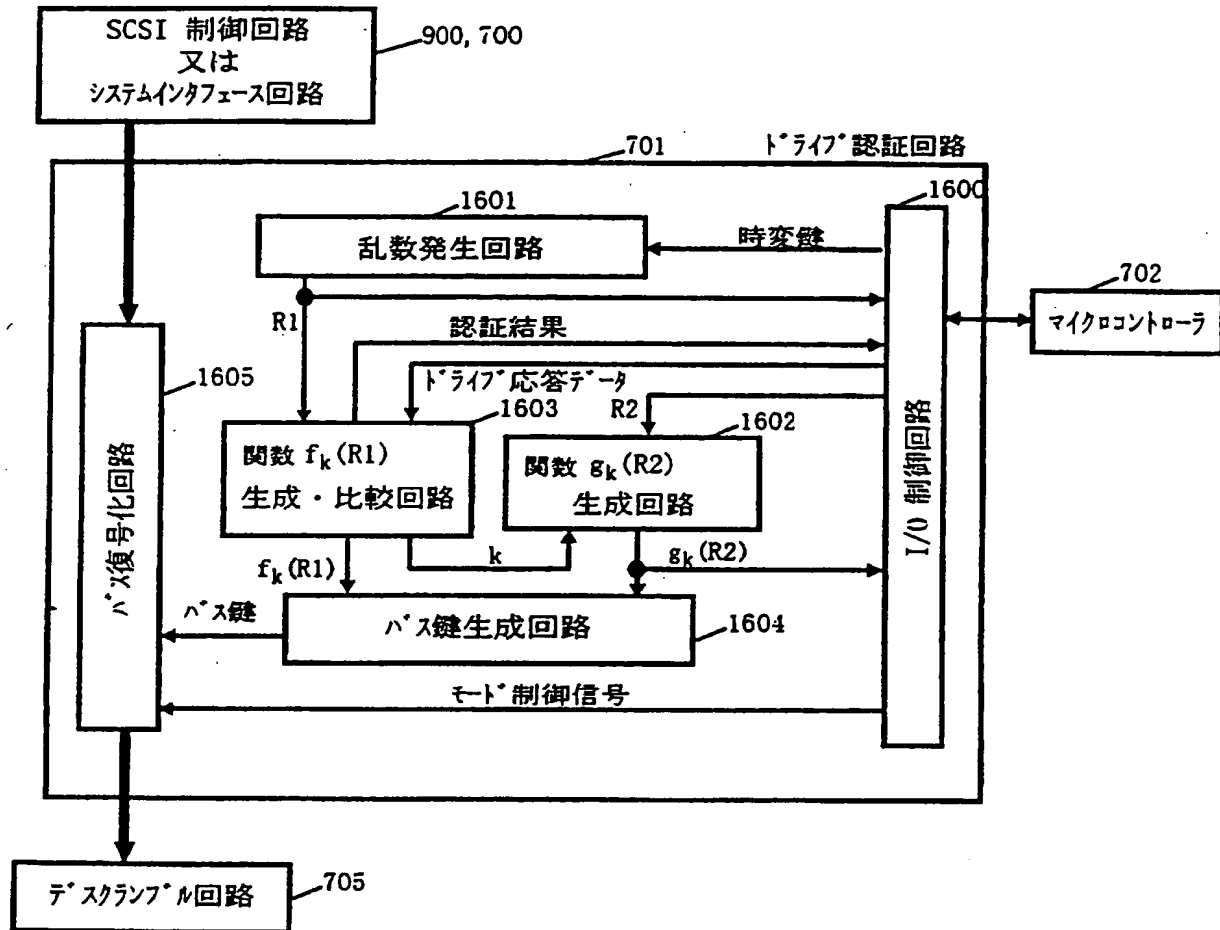 SCSI 制御回路
又は
システムインタフェース回路
900, 700
701
ドライブ認証回路
1600
1601
乱数発生回路
時変鍵
702
マイクロコントローラ
R1
認証結果
1605
ドライブ応答データ
R2
1603
1602
関数 fk(R1)
生成・比較回路
関数 gk(R2)
生成回路
バス復号化回路
I/O 制御回路
fk(R1)
k
gk(R2)
バス鍵
バス鍵生成回路
1604
モード制御信号
デスクランブル回路
705